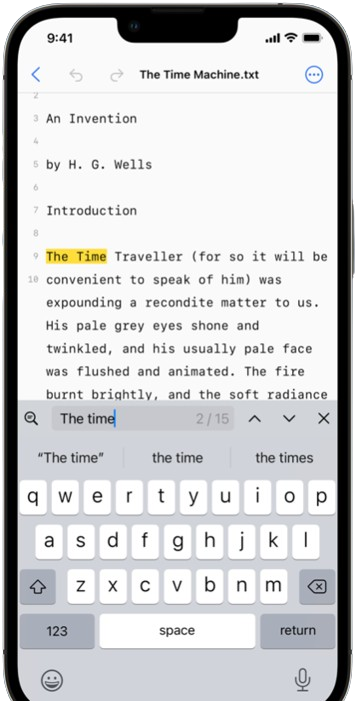 9:41
The Time Machine.txt
2
3 An Invention
4
5 by H. G. Wells
6
7 Introduction
8
9 The Time Traveller (for so it will be
10 convenient to speak of him) was
expounding a recondite matter to us.
His pale grey eyes shone and
twinkled, and his usually pale face
was flushed and animated. The fire
burnt brightly, and the soft radiance
The time 2 / 15
“The time” the time the times
q w e r t y u i o p
a s d f g h j k l
z x c v b n m
123 space return